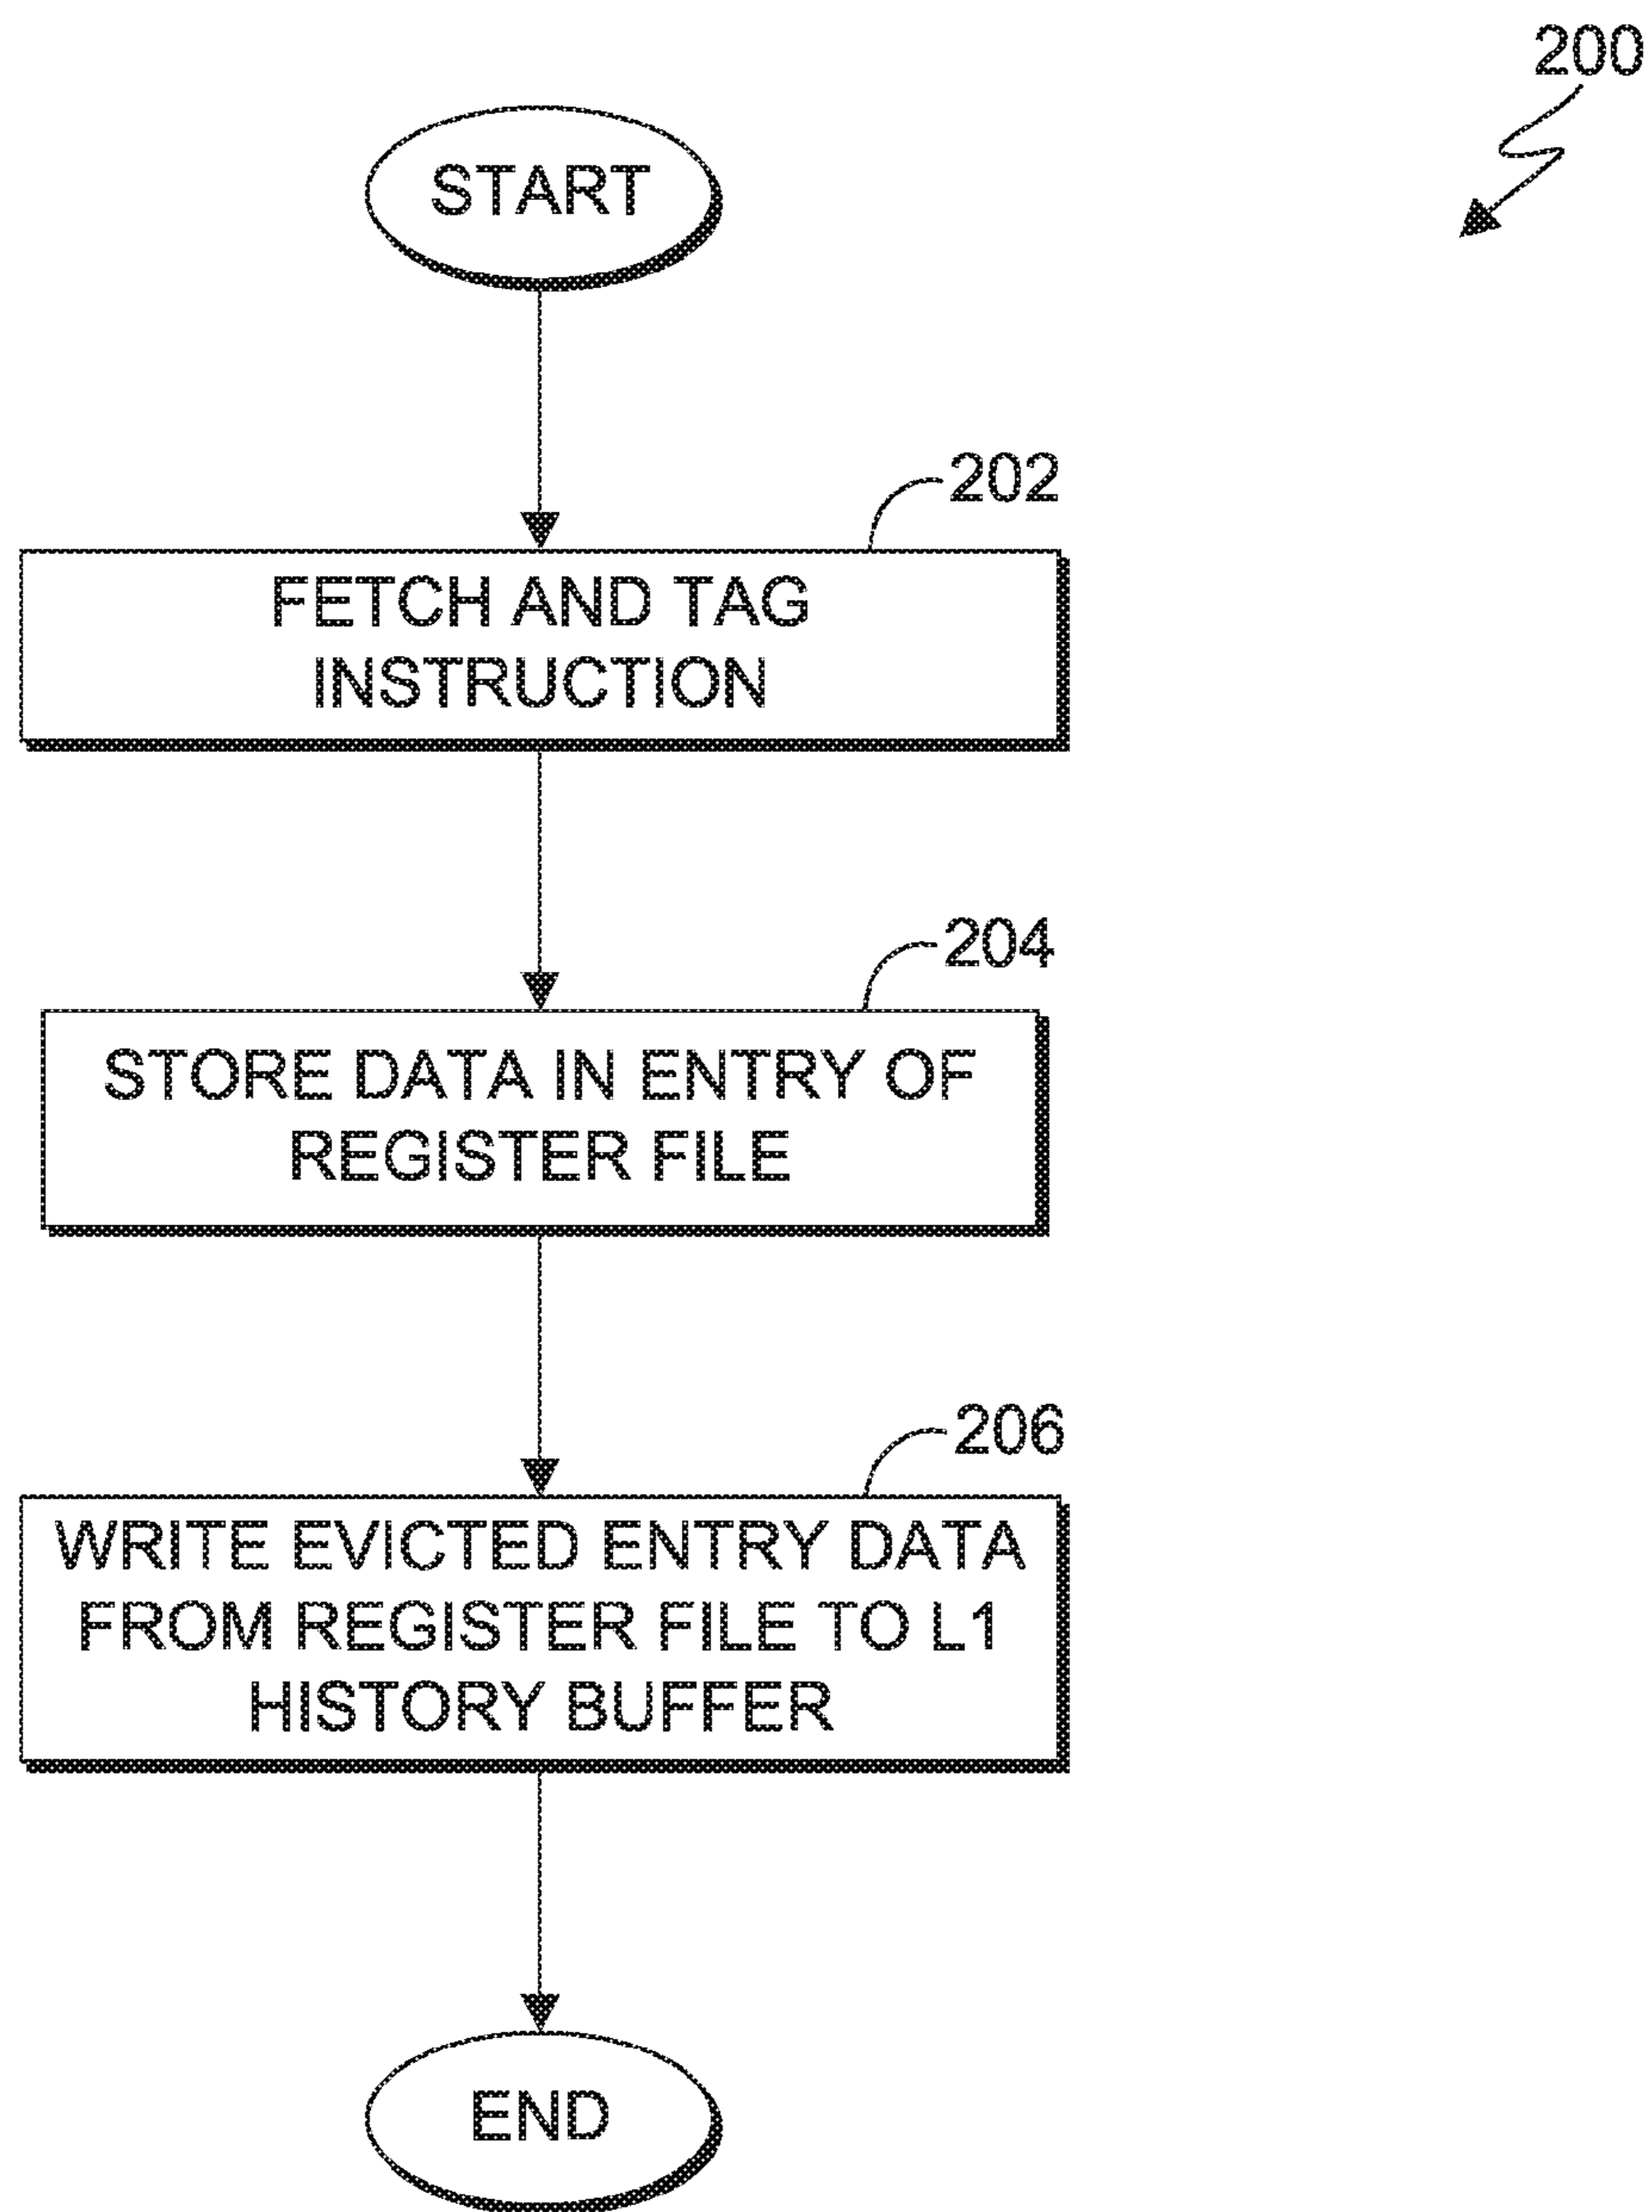 200
START
202
FETCH AND TAG
INSTRUCTION
204
STORE DATA IN ENTRY OF
REGISTER FILE
206
WRITE EVICTED ENTRY DATA
FROM REGISTER FILE TO L1
HISTORY BUFFER
END